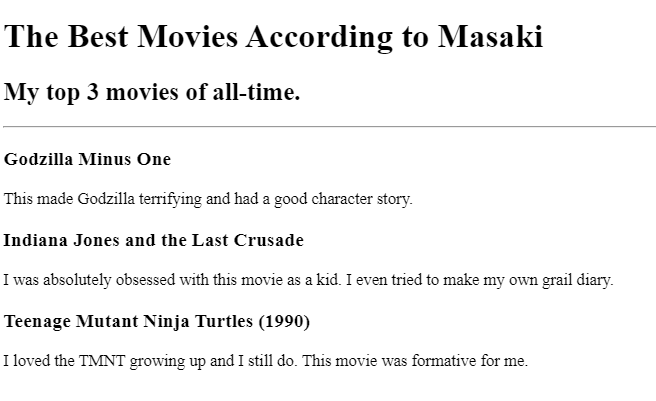 The Best Movies According to Masaki
My top 3 movies of all-time.
Godzilla Minus One
This made Godzilla terrifying and had a good character story.
Indiana Jones and the Last Crusade
I was absolutely obsessed with this movie as a kid. I even tried to make my own grail diary.
Teenage Mutant Ninja Turtles (1990)
I loved the TMNT growing up and I still do. This movie was formative for me.